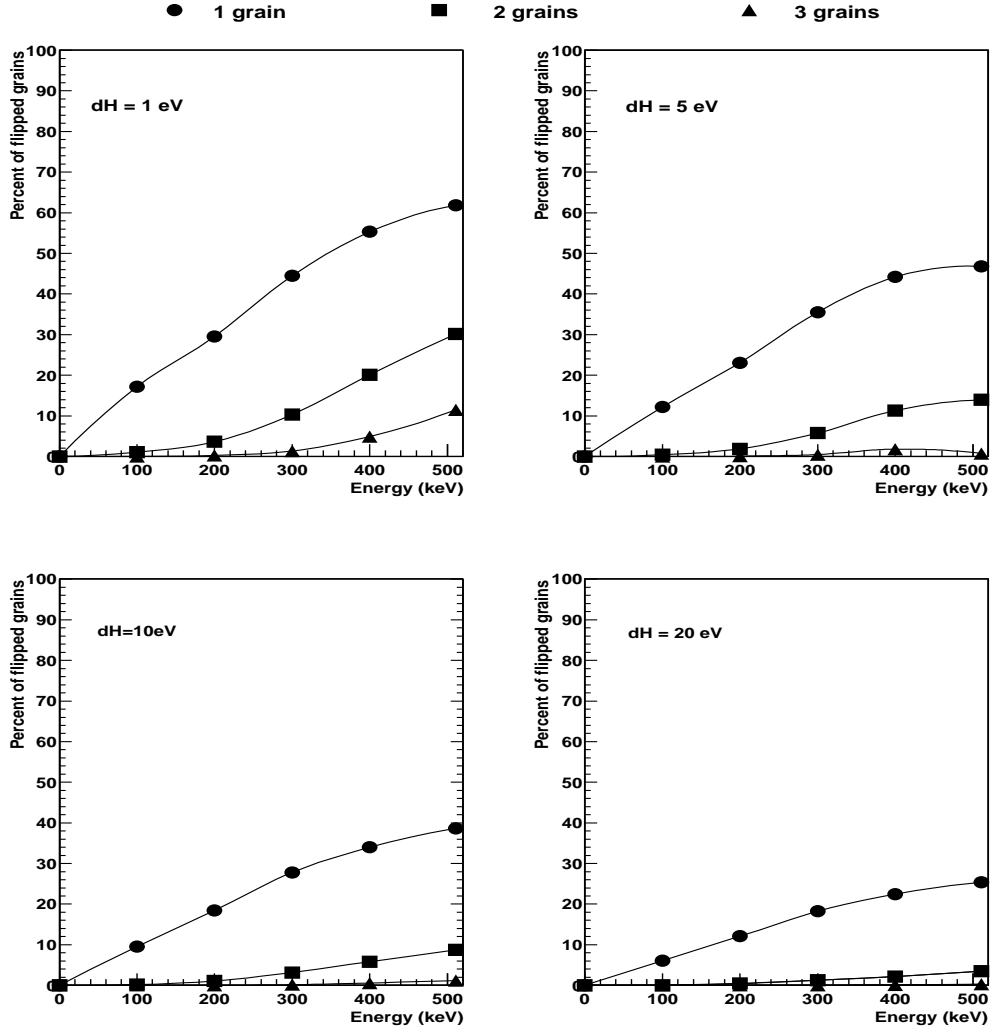 1 grain 2 grains 3 grains
Percent of flipped grains
100
90
80
70
60
50
40
30
20
10
0
dH = 1 eV
0 100 200 300 400 500
Energy (keV)
Percent of flipped grains
100
90
80
70
60
50
40
30
20
10
0
dH = 5 eV
0 100 200 300 400 500
Energy (keV)
Percent of flipped grains
100
90
80
70
60
50
40
30
20
10
0
dH=10eV
0 100 200 300 400 500
Energy (keV)
Percent of flipped grains
100
90
80
70
60
50
40
30
20
10
0
dH = 20 eV
0 100 200 300 400 500
Energy (keV)